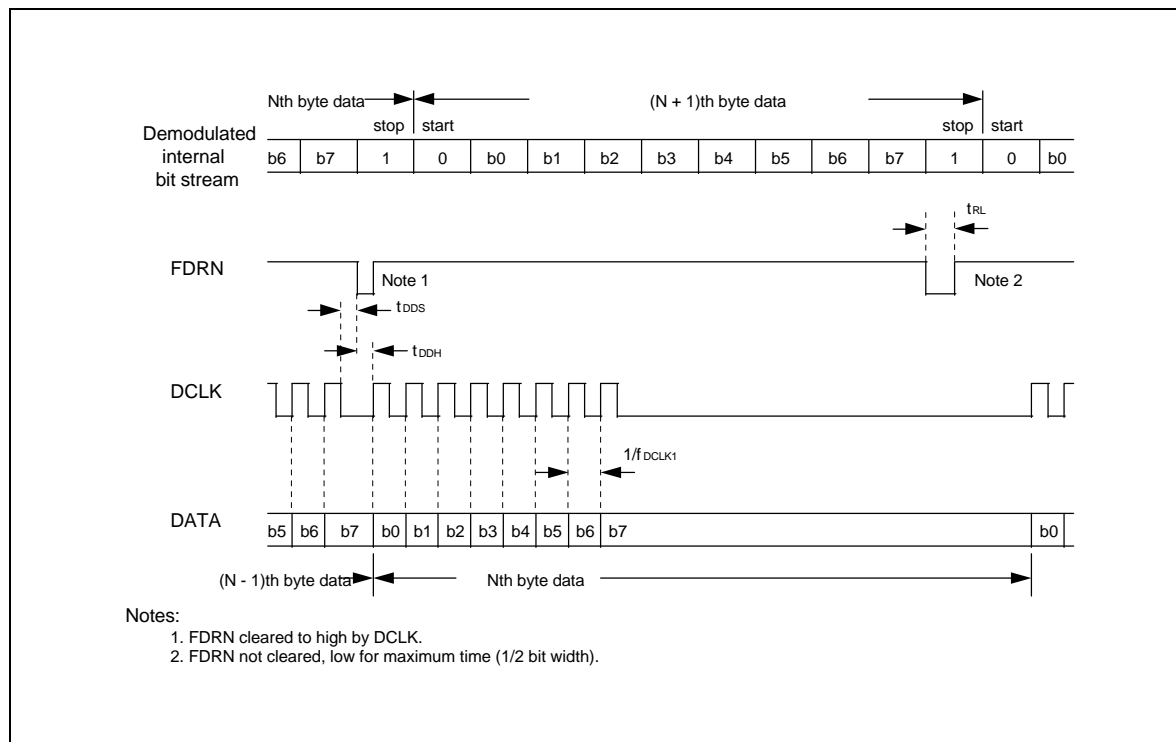 Nth byte data (N + 1)th byte data
stop start stop start
Demodulated
internal
bit stream
b6 b7 1 0 b0 b1 b2 b3 b4 b5 b6 b7 1 0 b0
tRL
FDRN
Note 1 Note 2
tDDS
tDDH
DCLK
1/fDCLK1
DATA
b5 b6 b7 b0 b1 b2 b3 b4 b5 b6 b7 b0
(N - 1)th byte data Nth byte data
Notes:
1. FDRN cleared to high by DCLK.
2. FDRN not cleared, low for maximum time (1/2 bit width).